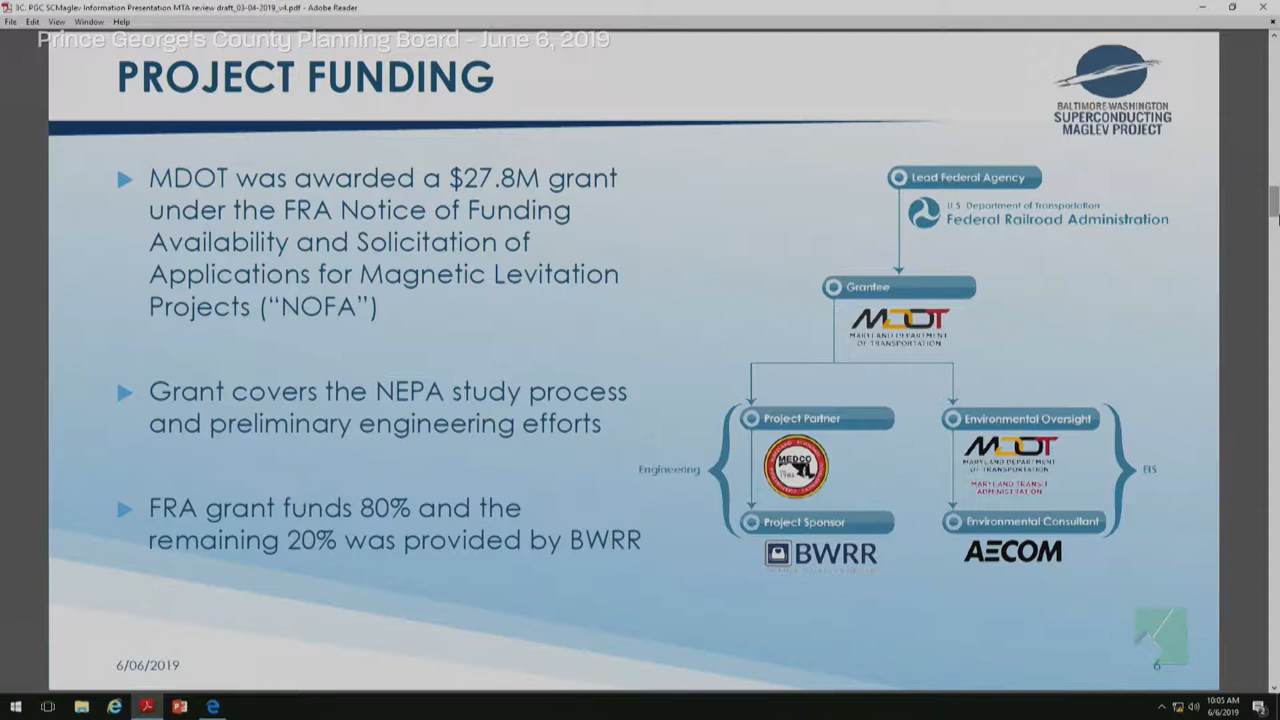 3C. PGC SCMaglev Information Presentation MTA review draft_03-04-2019_v4.pdf - Adobe Reader
File Edit View Window Help
Prince George's County Planning Board - June 6, 2019
PROJECT FUNDING
BALTIMORE-WASHINGTON
SUPERCONDUCTING
MAGLEV PROJECT
MDOT was awarded a $27.8M grant
under the FRA Notice of Funding
Availability and Solicitation of
Applications for Magnetic Levitation
Projects (“NOFA”)
Grant covers the NEPA study process
and preliminary engineering efforts
FRA grant funds 80% and the
remaining 20% was provided by BWRR
Lead Federal Agency
U.S. Department of Transportation
Federal Railroad Administration
Grantee
MDOT
MARYLAND DEPARTMENT
OF TRANSPORTATION
Project Partner
MEDCO
Engineering
Project Sponsor
BWRR
Environmental Oversight
MDOT
MARYLAND DEPARTMENT
OF TRANSPORTATION
MARYLAND TRANSIT
ADMINISTRATION
EIS
Environmental Consultant
AECOM
6/06/2019
6
10:05 AM
6/6/2019